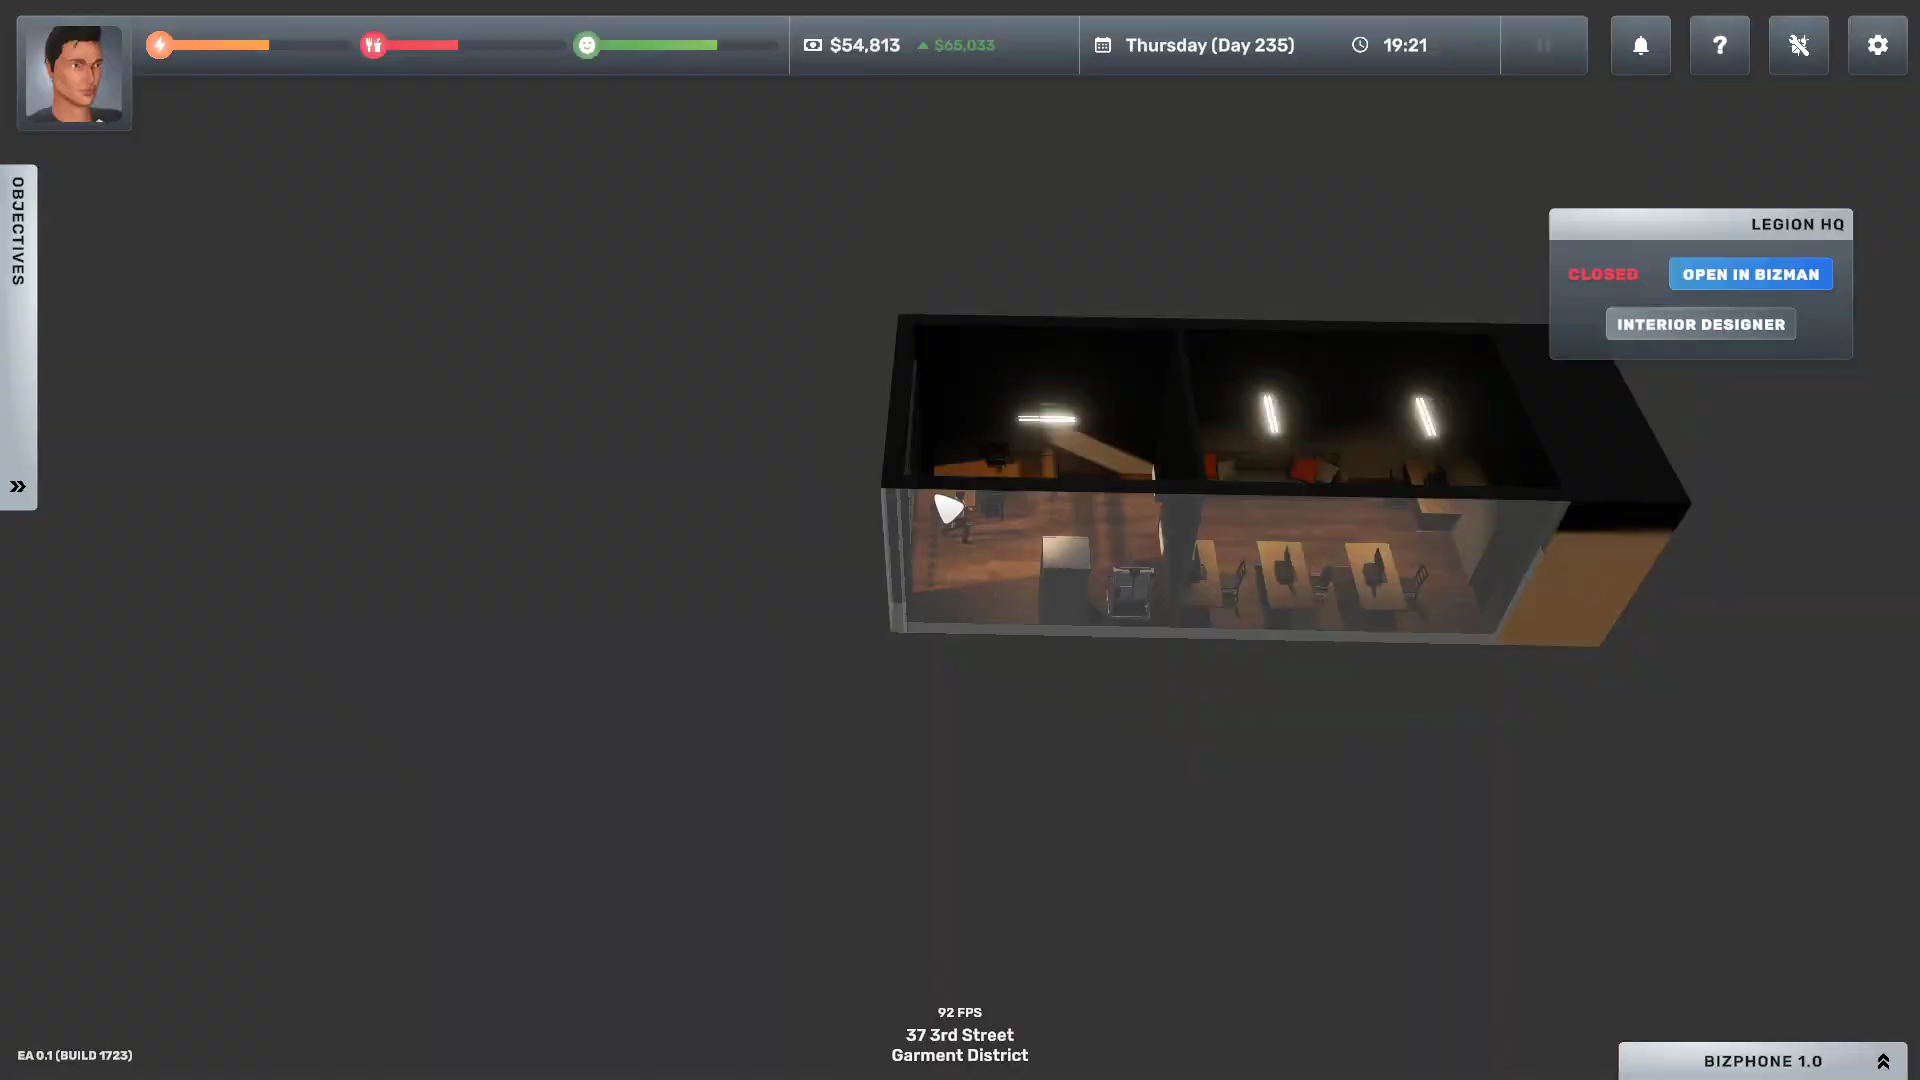 $54,813 $65,033
Thursday (Day 235) 19:21
?
OBJECTIVES
LEGION HQ
CLOSED
OPEN IN BIZMAN
INTERIOR DESIGNER
92 FPS
37 3rd Street
Garment District
EA 0.1 (BUILD 1723)
BIZPHONE 1.0